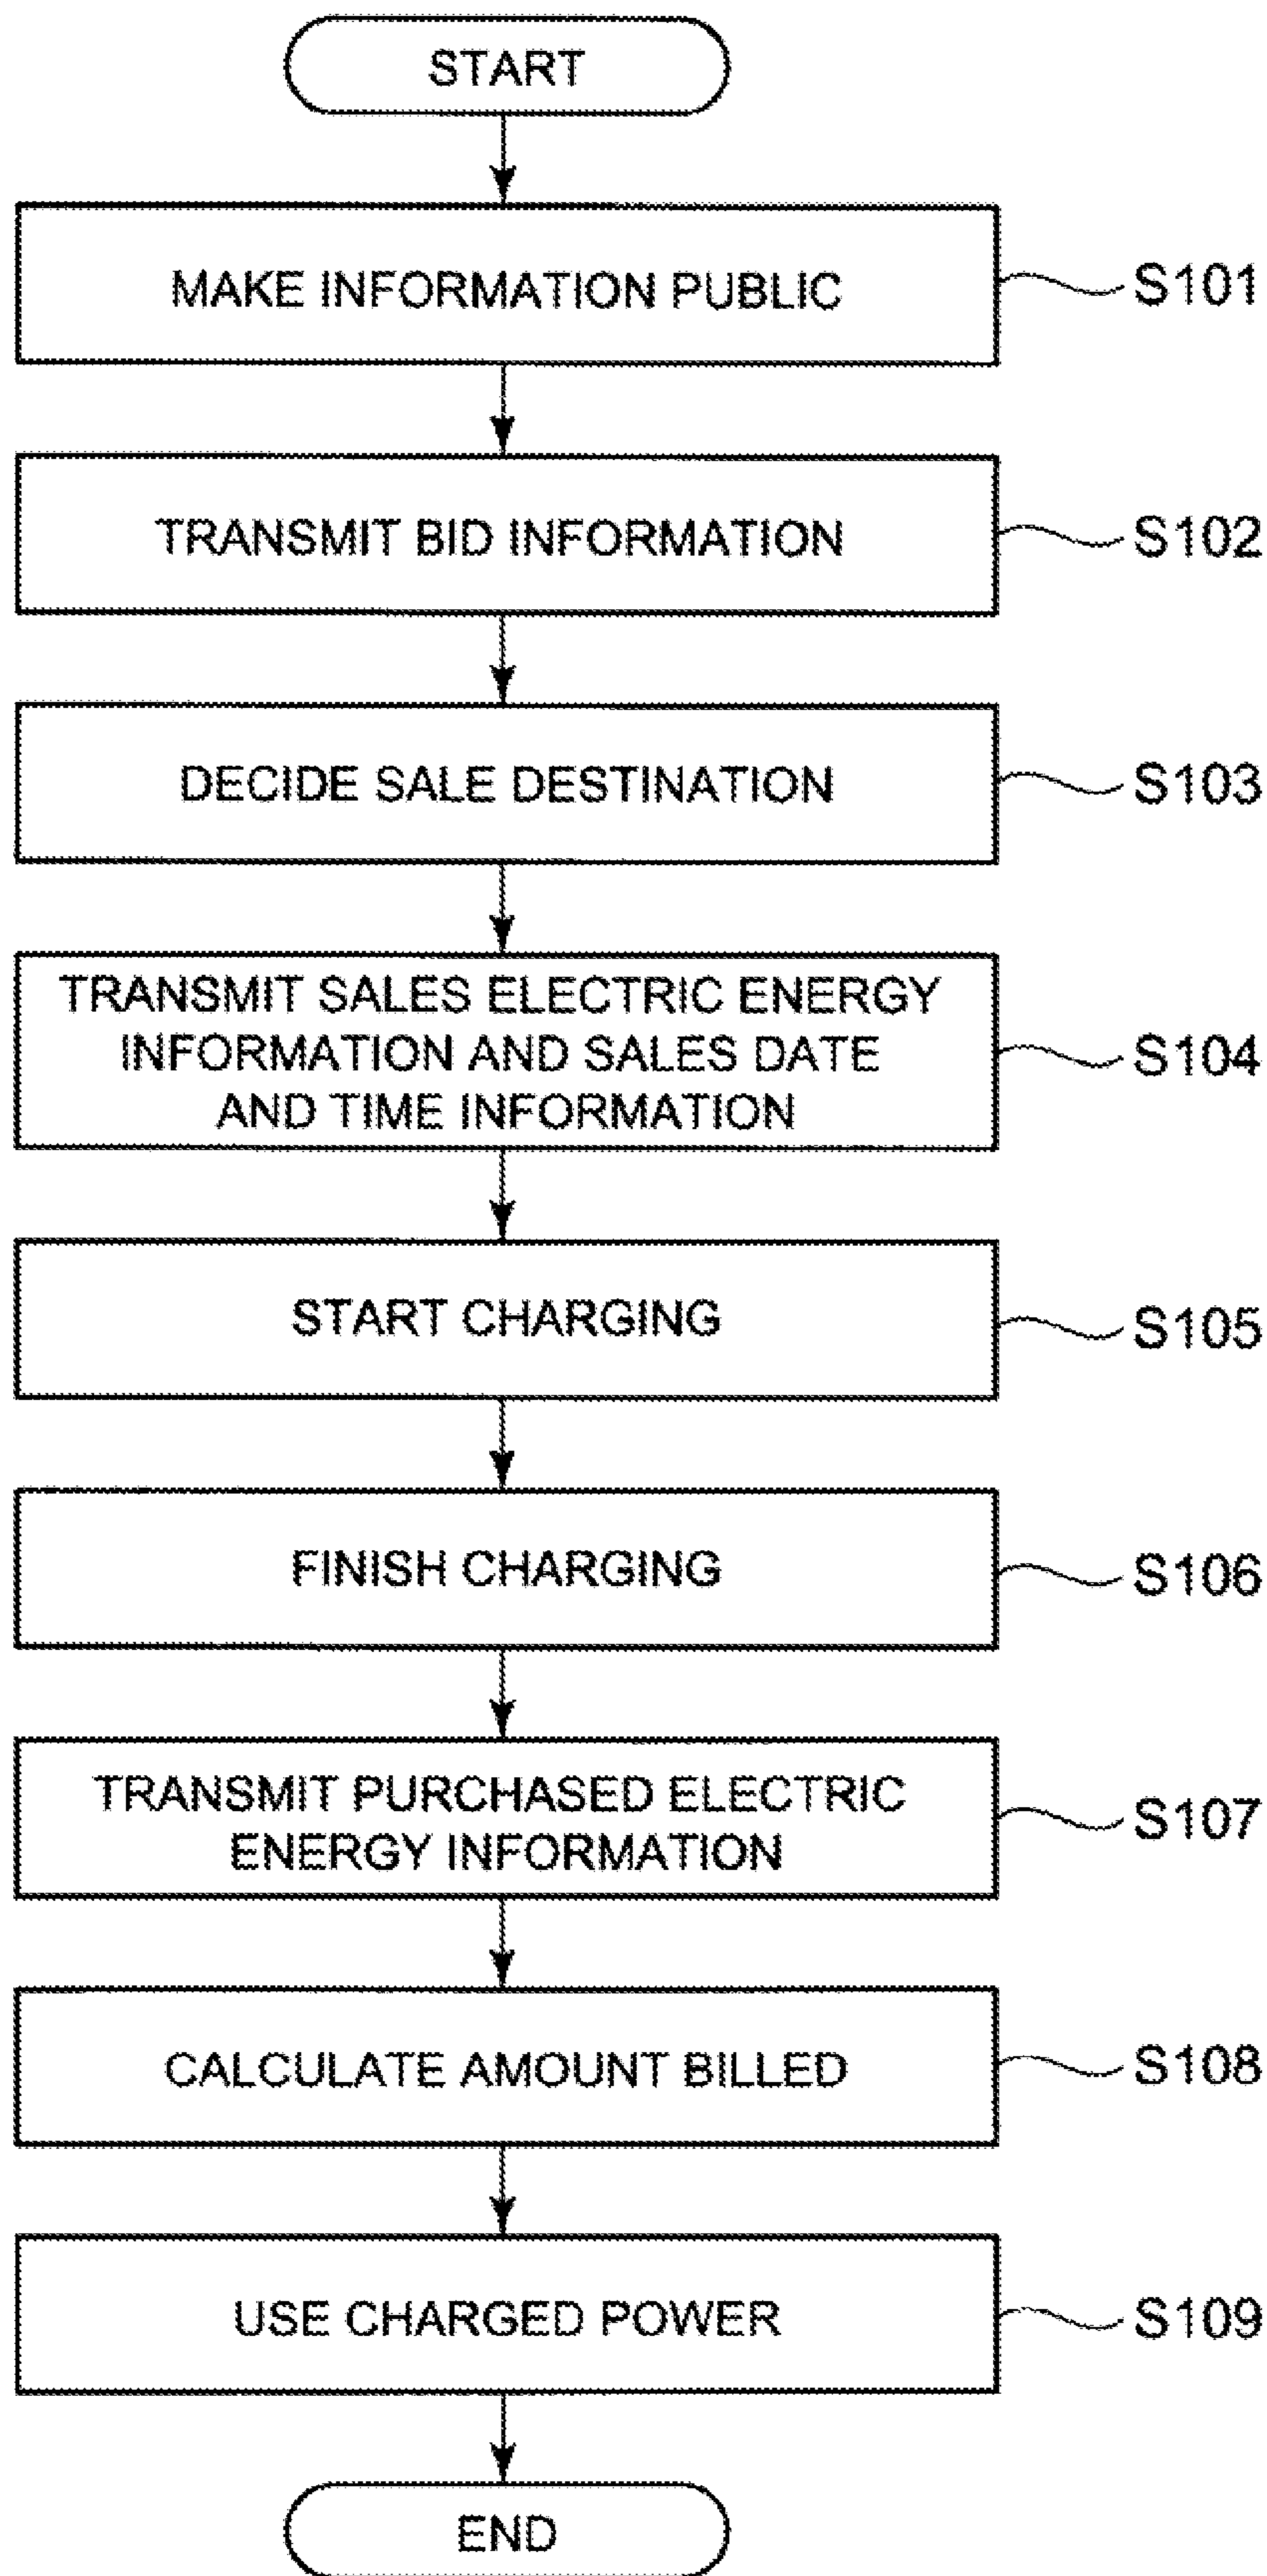 START
MAKE INFORMATION PUBLIC
S101
TRANSMIT BID INFORMATION
S102
DECIDE SALE DESTINATION
S103
TRANSMIT SALES ELECTRIC ENERGY
INFORMATION AND SALES DATE
AND TIME INFORMATION
S104
START CHARGING
S105
FINISH CHARGING
S106
TRANSMIT PURCHASED ELECTRIC
ENERGY INFORMATION
S107
CALCULATE AMOUNT BILLED
S108
USE CHARGED POWER
S109
END